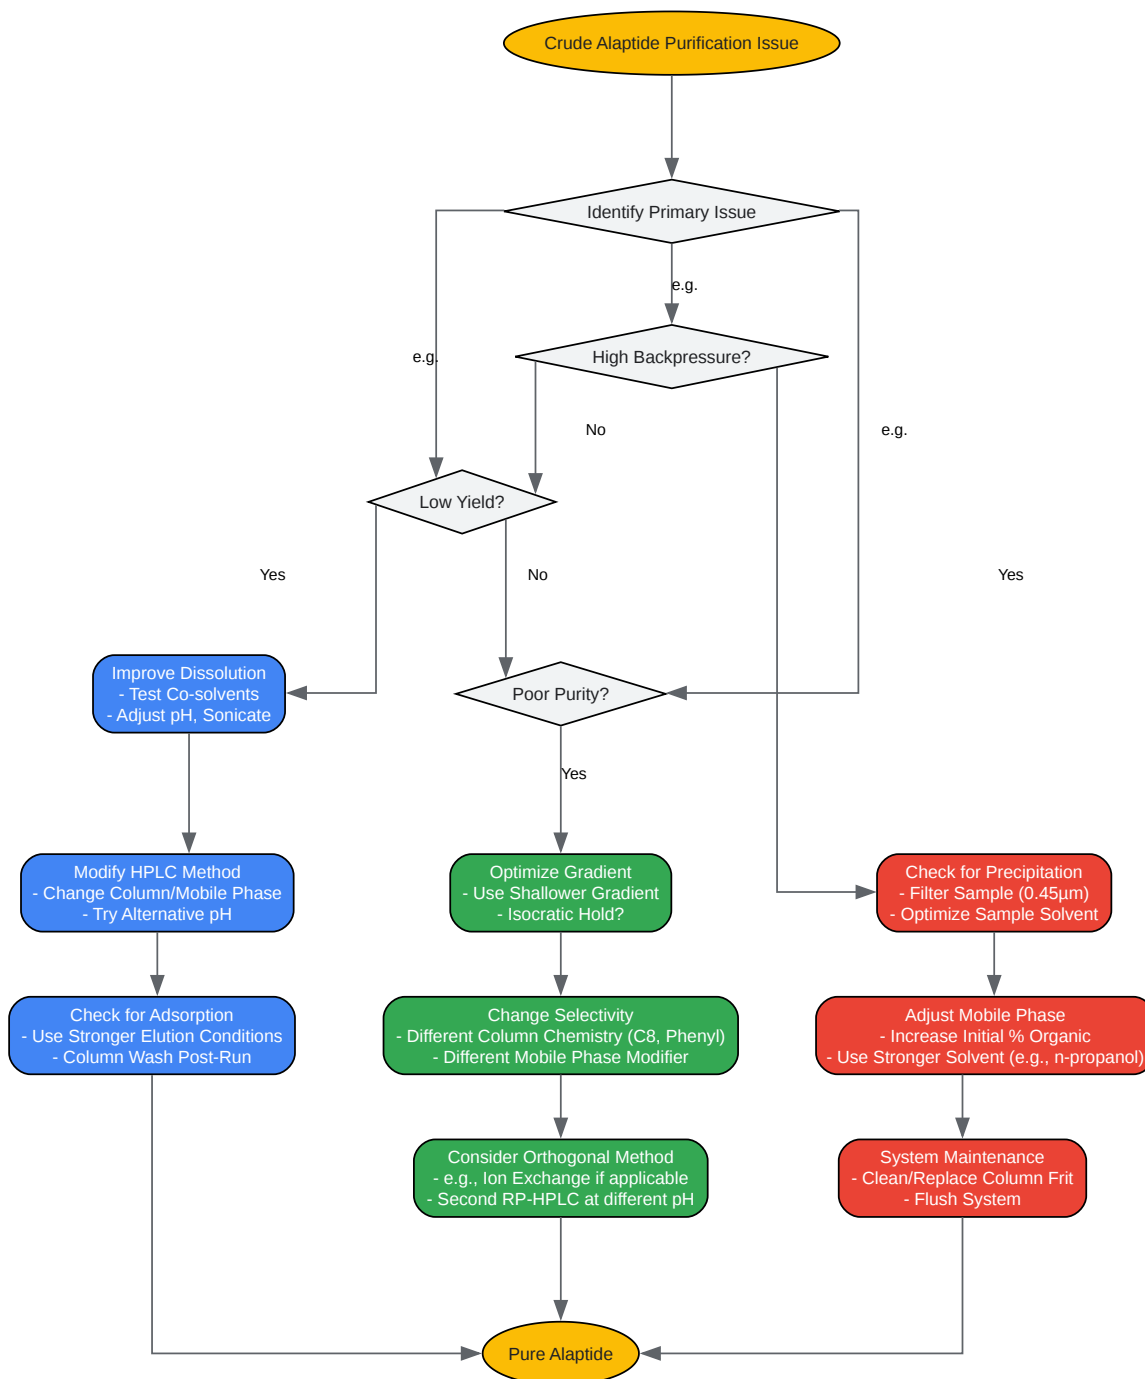 Crude Alaptide Purification Issue
Identify Primary Issue
e.g.
High Backpressure?
e.g.
No
e.g.
Low Yield?
Yes
No
Yes
Improve Dissolution
- Test Co-solvents
- Adjust pH, Sonicate
Poor Purity?
Yes
Modify HPLC Method
- Change Column/Mobile Phase
- Try Alternative pH
Optimize Gradient
- Use Shallower Gradient
- Isocratic Hold?
Check for Precipitation
- Filter Sample (0.45µm)
- Optimize Sample Solvent
Check for Adsorption
- Use Stronger Elution Conditions
- Column Wash Post-Run
Change Selectivity
- Different Column Chemistry (C8, Phenyl)
- Different Mobile Phase Modifier
Adjust Mobile Phase
- Increase Initial % Organic
- Use Stronger Solvent (e.g., n-propanol)
Consider Orthogonal Method
- e.g., Ion Exchange if applicable
- Second RP-HPLC at different pH
System Maintenance
- Clean/Replace Column Frit
- Flush System
Pure Alaptide